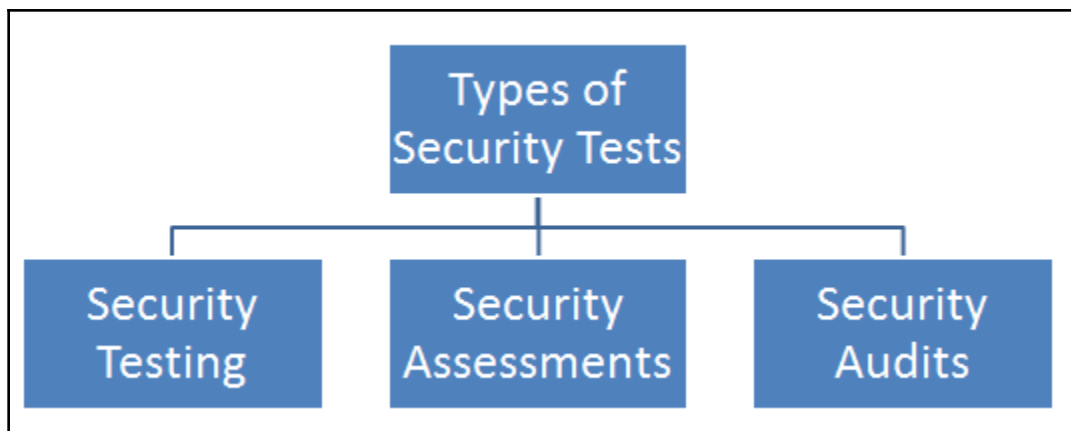 Types of
Security Tests
Security
Testing
Security
Assessments
Security
Audits